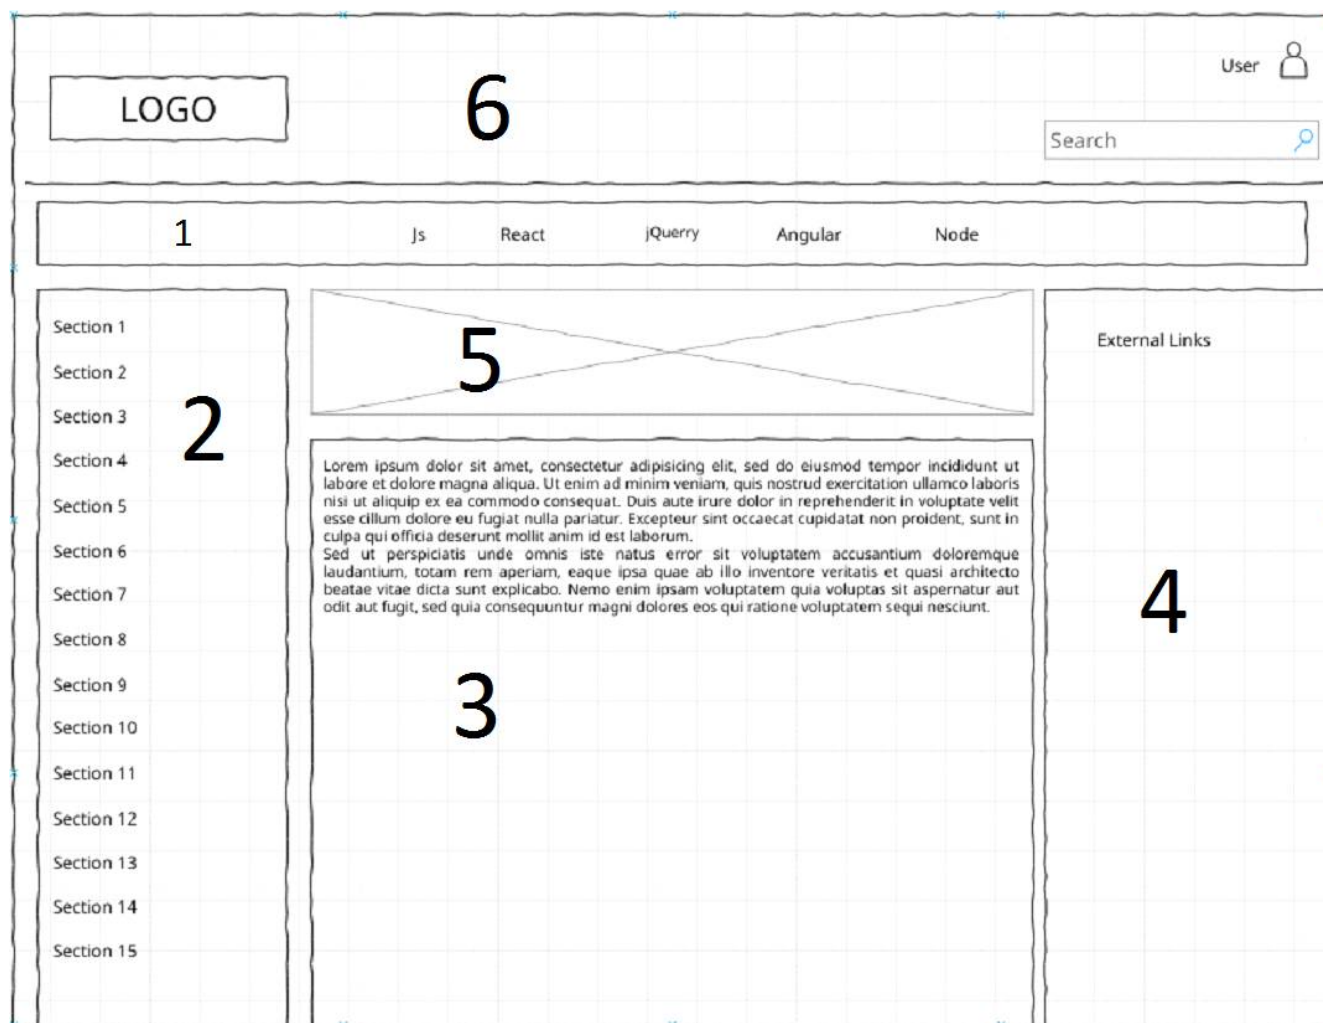 User
LOGO
6
Search
1
Js
React
jQuerry
Angular
Node
Section 1
Section 2
Section 3
Section 4
Section 5
Section 6
Section 7
Section 8
Section 9
Section 10
Section 11
Section 12
Section 13
Section 14
Section 15
2
5
Lorem ipsum dolor sit amet, consectetur adipisicing elit, sed do eiusmod tempor incididunt ut
labore et dolore magna aliqua. Ut enim ad minim veniam, quis nostrud exercitation ullamco laboris
nisi ut aliquip ex ea commodo consequat. Duis aute irure dolor in reprehenderit in voluptate velit
esse cillum dolore eu fugiat nulla pariatur. Excepteur sint occaecat cupidatat non proident, sunt in
culpa qui officia deserunt mollit anim id est laborum.
Sed ut perspiciatis unde omnis iste natus error sit voluptatem accusantium doloremque
laudantium, totam rem aperiam, eaque ipsa quae ab illo inventore veritatis et quasi architecto
beatae vitae dicta sunt explicabo. Nemo enim ipsam voluptatem quia voluptas sit aspernatur aut
odit aut fugit, sed quia consequuntur magni dolores eos qui ratione voluptatem sequi nesciunt.
3
External Links
4